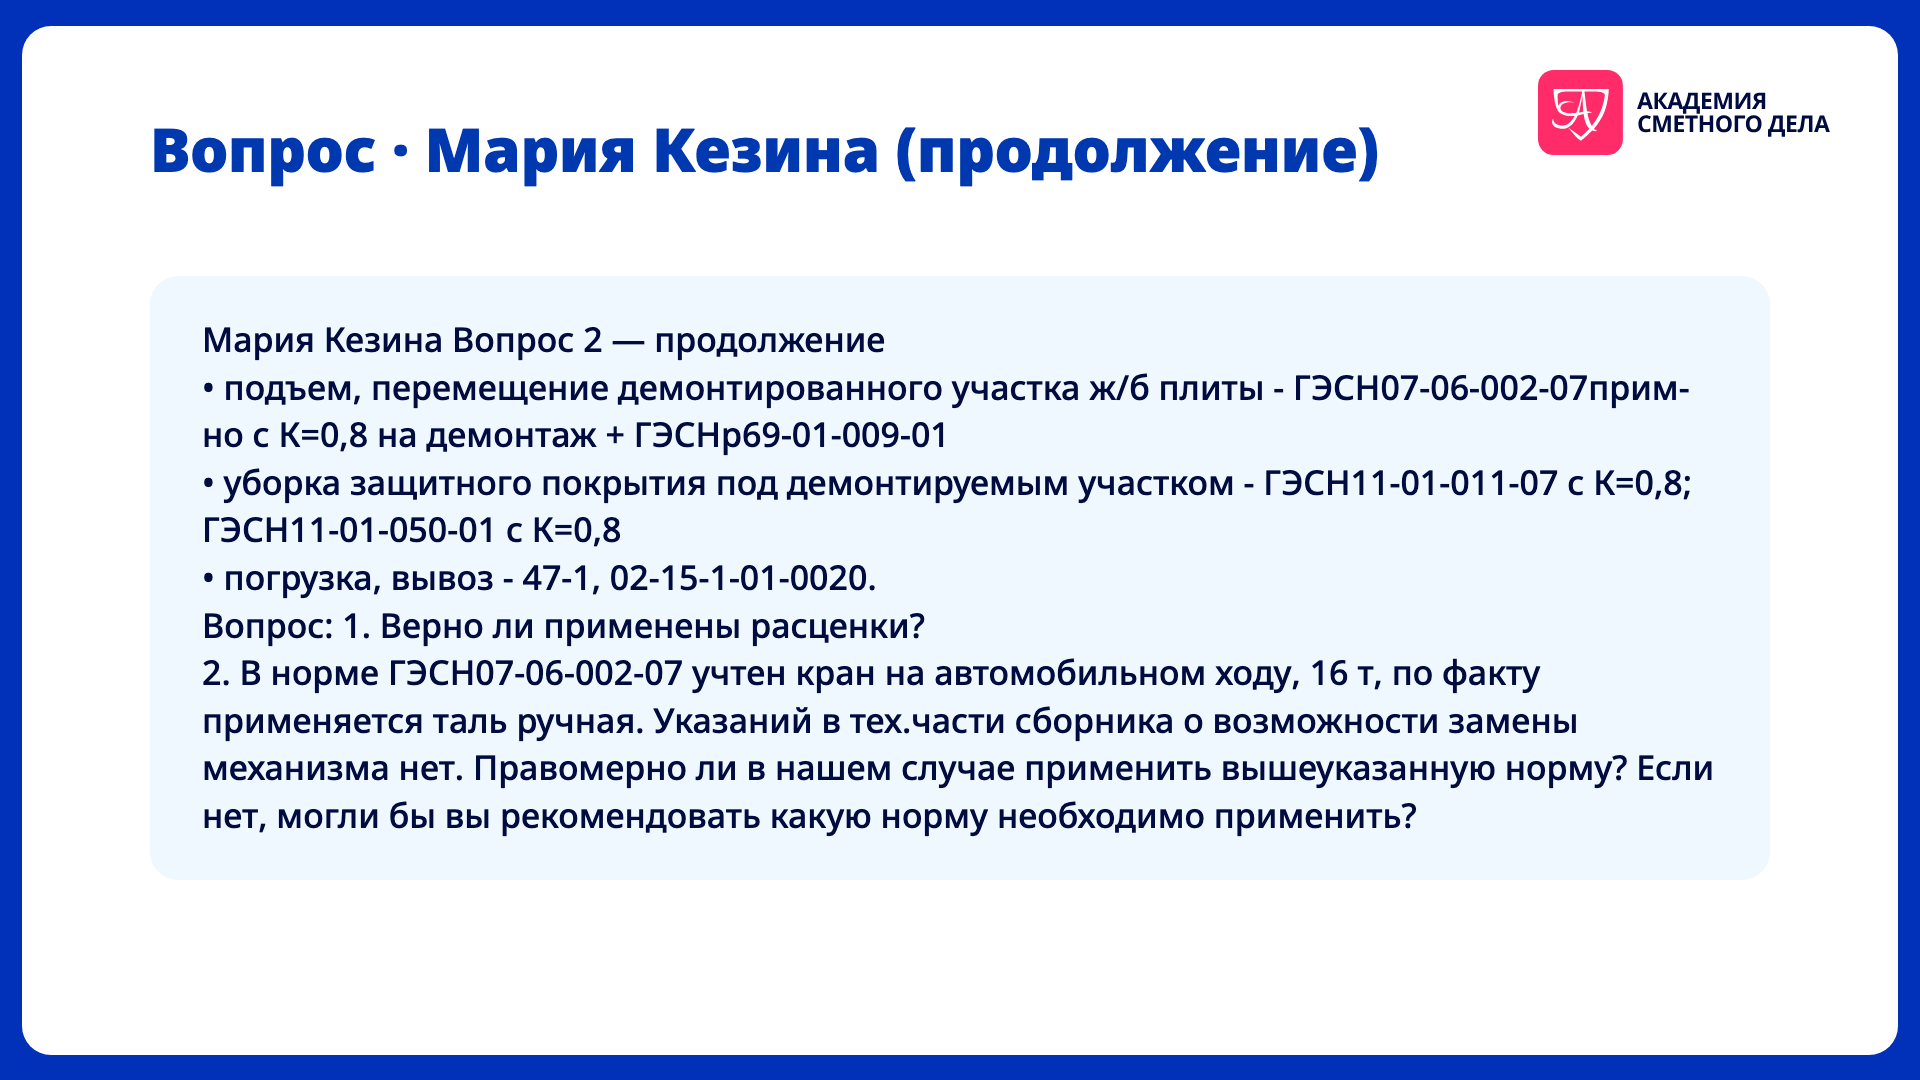 АКАДЕМИЯ
СМЕТНОГО ДЕЛА
Вопрос · Мария Кезина (продолжение)
Мария Кезина Вопрос 2 — продолжение
• подъем, перемещение демонтированного участка ж/б плиты - ГЭСН07-06-002-07прим-
но с К=0,8 на демонтаж + ГЭСНр69-01-009-01
• уборка защитного покрытия под демонтируемым участком - ГЭСН11-01-011-07 с К=0,8;
ГЭСН11-01-050-01 с К=0,8
• погрузка, вывоз - 47-1, 02-15-1-01-0020.
Вопрос: 1. Верно ли применены расценки?
2. В норме ГЭСН07-06-002-07 учтен кран на автомобильном ходу, 16 т, по факту
применяется таль ручная. Указаний в тех.части сборника о возможности замены
механизма нет. Правомерно ли в нашем случае применить вышеуказанную норму? Если
нет, могли бы вы рекомендовать какую норму необходимо применить?